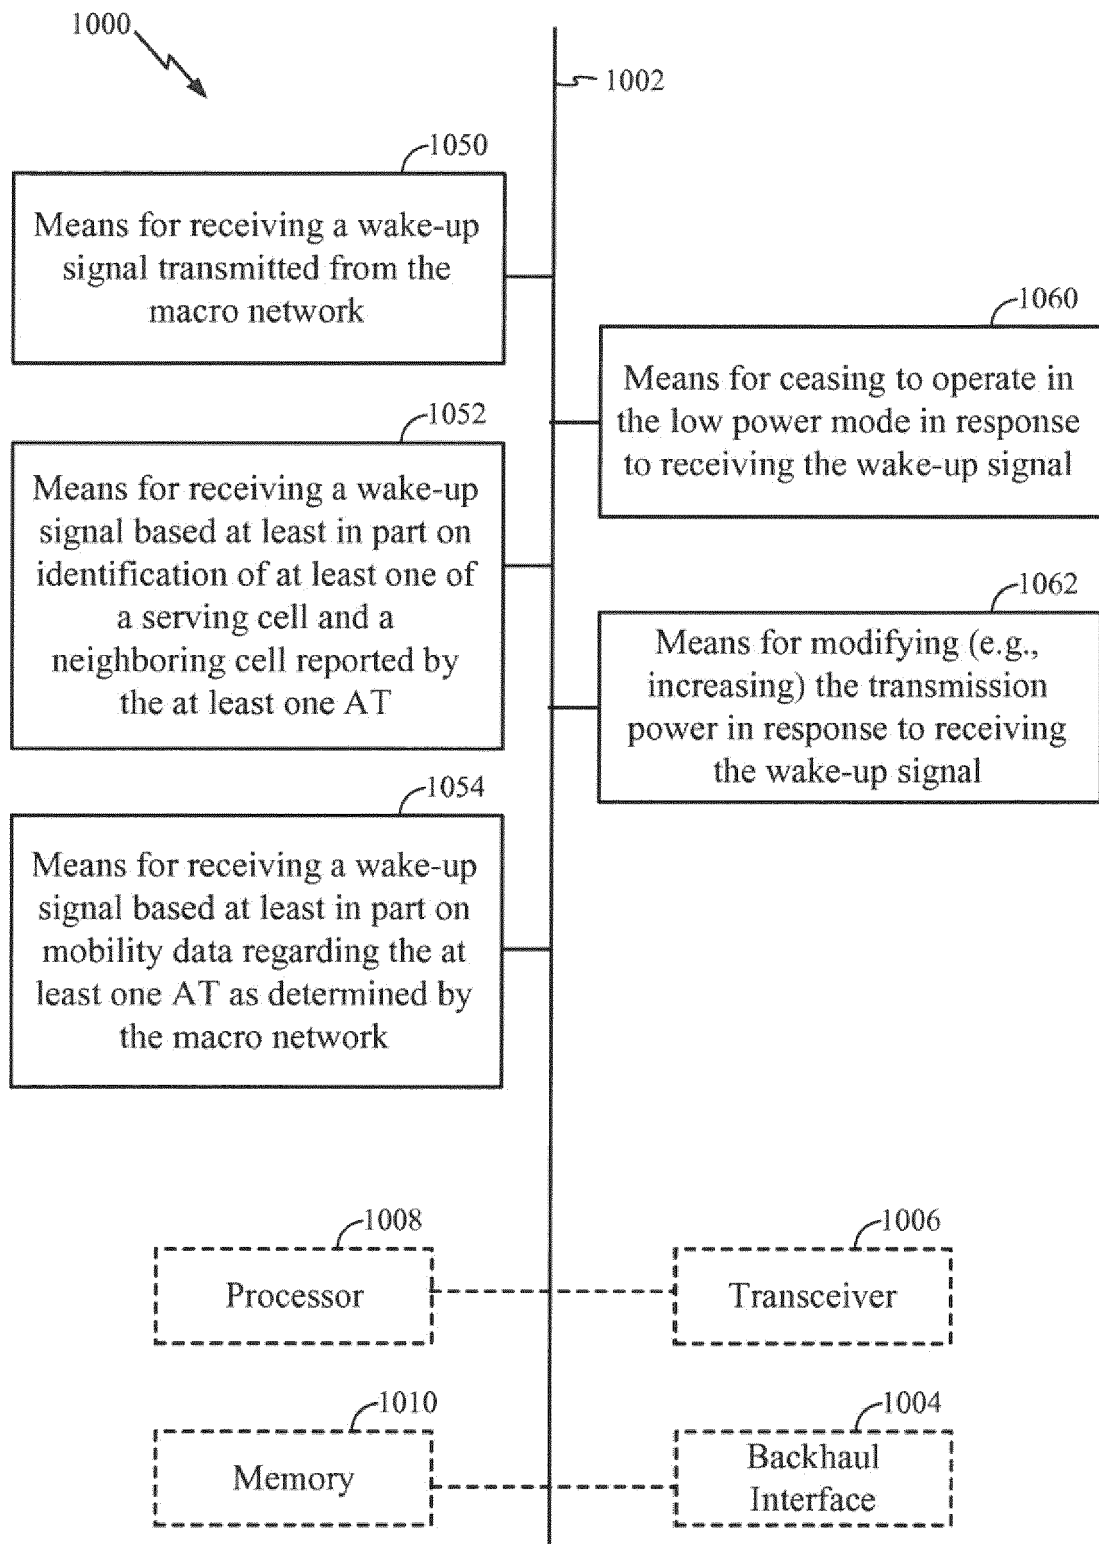 1000
1002
1050
Means for receiving a wake-up
signal transmitted from the
macro network
1060
Means for ceasing to operate in
the low power mode in response
to receiving the wake-up signal
1052
Means for receiving a wake-up
signal based at least in part on
identification of at least one of
a serving cell and a
neighboring cell reported by
the at least one AT
1062
Means for modifying (e.g.,
increasing) the transmission
power in response to receiving
the wake-up signal
1054
Means for receiving a wake-up
signal based at least in part on
mobility data regarding the at
least one AT as determined by
the macro network
1008
Processor
1006
Transceiver
1010
Memory
1004
Backhaul
Interface